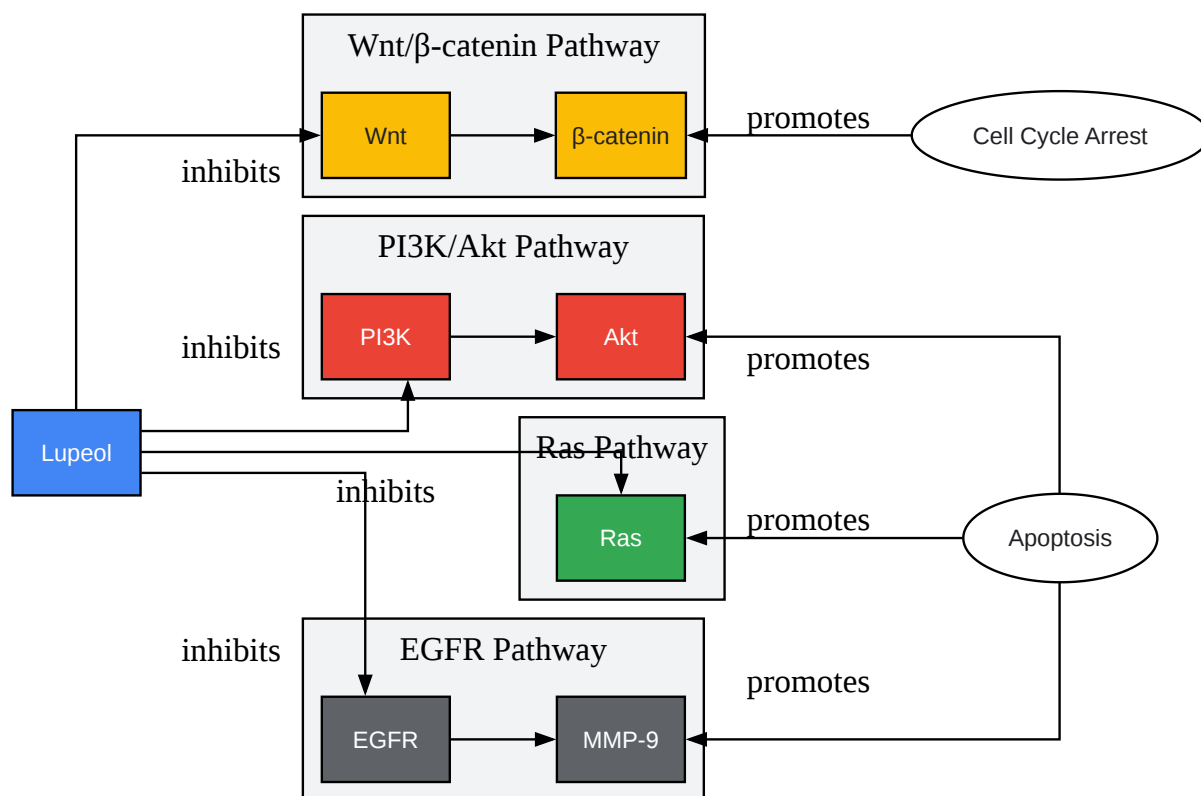 Wnt/β-catenin Pathway
Wnt
β-catenin
promotes
Cell Cycle Arrest
inhibits
PI3K/Akt Pathway
PI3K
Akt
inhibits
promotes
Lupeol
Ras Pathway
inhibits
Ras
promotes
Apoptosis
EGFR Pathway
inhibits
promotes
EGFR
MMP-9